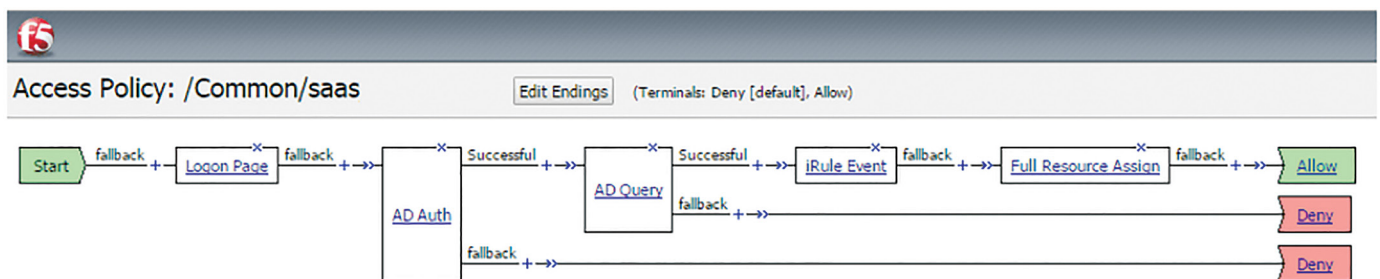 f5
Access Policy: /Common/saas Edit Endings (Terminals: Deny [default], Allow)
Start fallback + Logon Page fallback + AD Auth Successful + AD Query Successful + iRule Event fallback + Full Resource Assign fallback + Allow
fallback + Deny
fallback + Deny